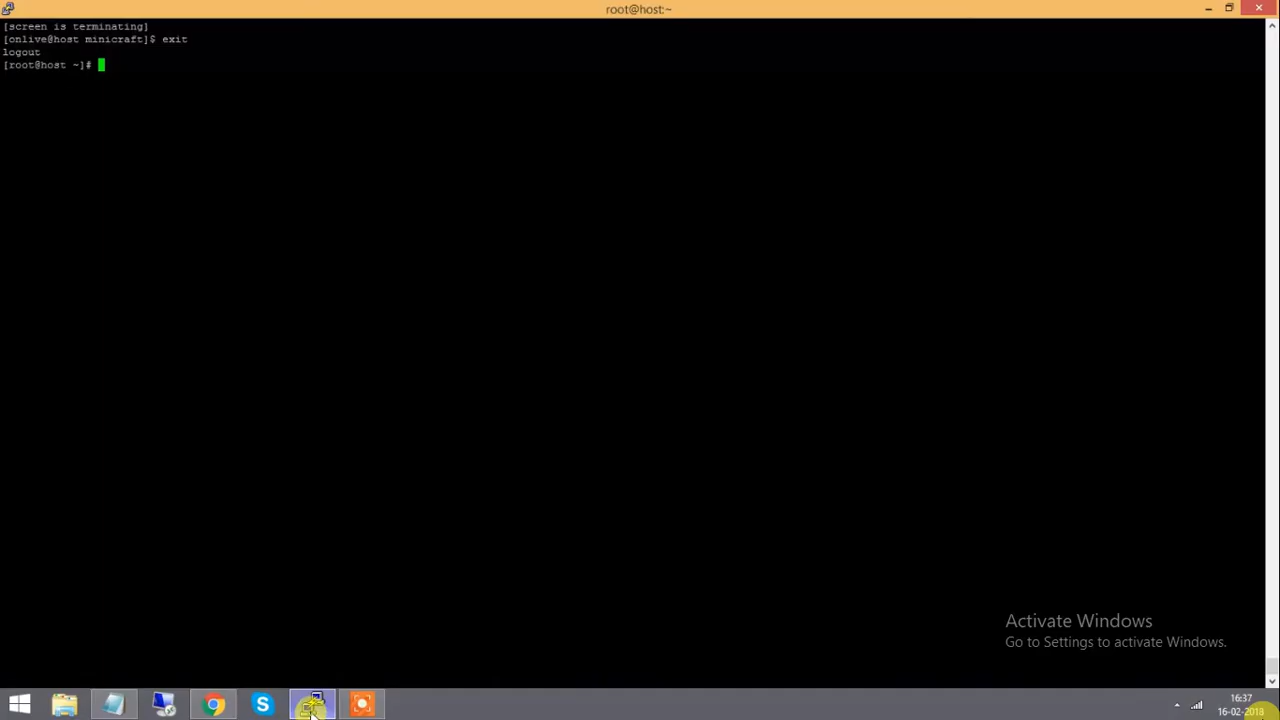 root@host:~
[screen is terminating]
[onlive@host minicraft]$ exit
logout
[root@host ~]#
Activate Windows
Go to Settings to activate Windows.
16:37
16-02-2018